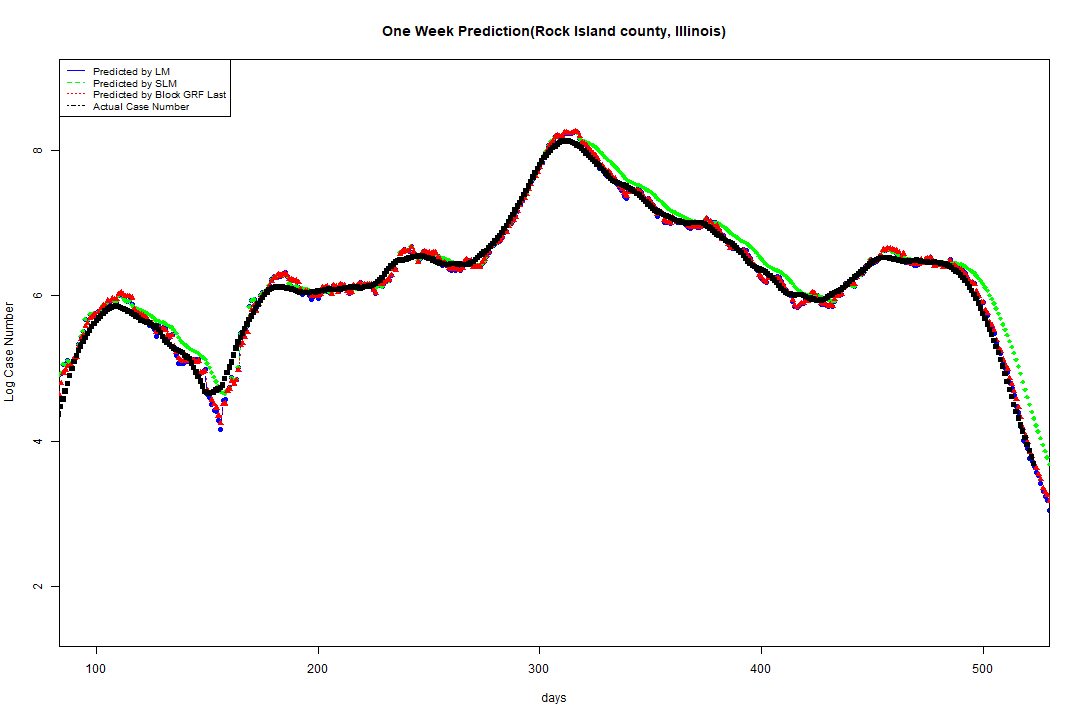 One Week Prediction(Rock Island county, Illinois)
Predicted by LM
Predicted by SLM
Predicted by Block GRF Last
Actual Case Number
Log Case Number
8
6
4
2
100 200 300 400 500
days